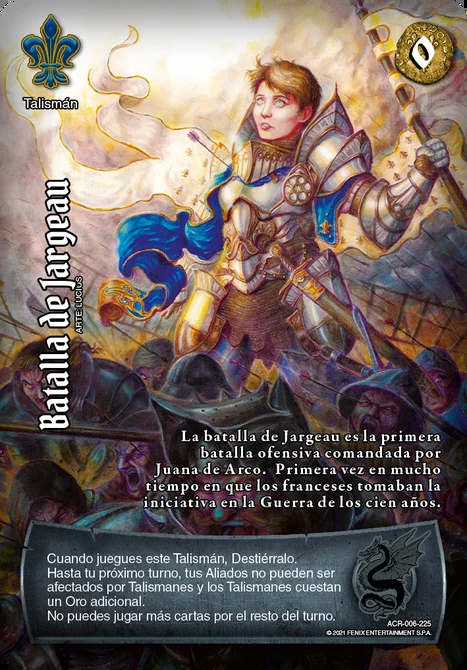 Talismán
0
Batalla de Jargeau
ARTE: LUCIUS
La batalla de Jargeau es la primera
batalla ofensiva comandada por
Juana de Arco. Primera vez en mucho
tiempo en que los franceses tomaban la
iniciativa en la Guerra de los cien años.
Cuando juegues este Talismán, Destiérralo.
Hasta tu próximo turno, tus Aliados no pueden ser
afectados por Talismanes y los Talismanes cuestan
un Oro adicional.
No puedes jugar más cartas por el resto del turno.
ACR-006-225
© 2021 FENIX ENTERTAINMENT S.P.A.